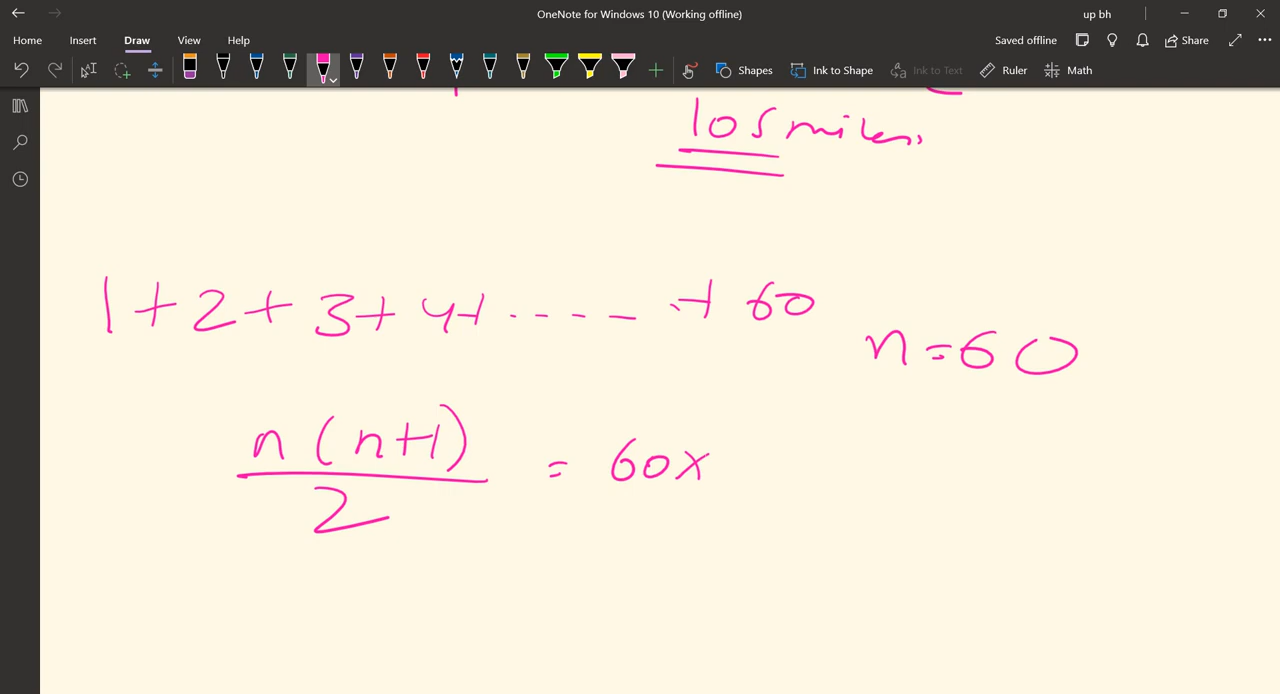 OneNote for Windows 10 (Working offline)
up bh
Home Insert Draw View Help
Saved offline
Share
Shapes
Ink to Shape
Ink to Text
Ruler
Math
105 miles
1+2+3+4+ ..... + 60
n=60
n(n+1)
2
= 60x